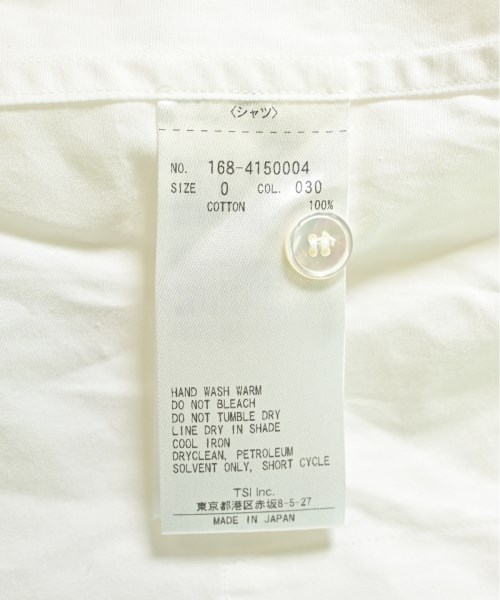 〈シャツ〉
NO. 168-4150004
SIZE 0 COL. 030
COTTON 100%
HAND WASH WARM
DO NOT BLEACH
DO NOT TUMBLE DRY
LINE DRY IN SHADE
COOL IRON
DRYCLEAN, PETROLEUM
SOLVENT ONLY, SHORT CYCLE
TSI Inc.
東京都港区赤坂8-5-27
MADE IN JAPAN